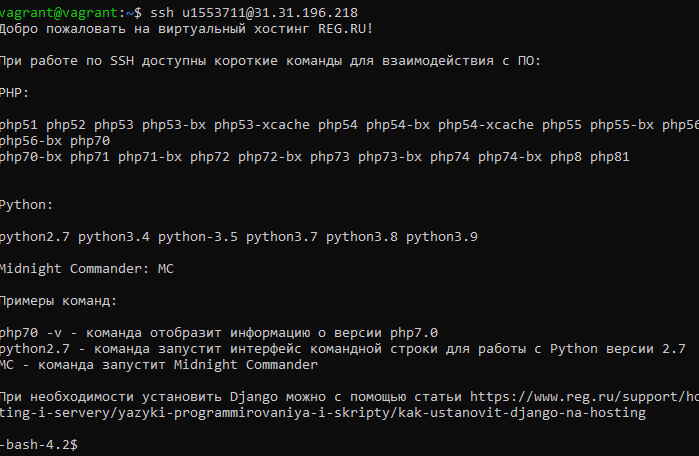 vagrant@vagrant:~$ ssh u1553711@31.31.196.218
Добро пожаловать на виртуальный хостинг REG.RU!
При работе по SSH доступны короткие команды для взаимодействия с ПО:
PHP:
php51 php52 php53 php53-bx php53-xcache php54 php54-bx php54-xcache php55 php55-bx php56
php56-bx php70
php70-bx php71 php71-bx php72 php72-bx php73 php73-bx php74 php74-bx php8 php81
Python:
python2.7 python3.4 python-3.5 python3.7 python3.8 python3.9
Midnight Commander: MC
Примеры команд:
php70 -v - команда отобразит информацию о версии php7.0
python2.7 - команда запустит интерфейс командной строки для работы с Python версии 2.7
MC - команда запустит Midnight Commander
При необходимости установить Django можно с помощью статьи https://www.reg.ru/support/ho
ting-i-servery/yazyki-programmirovaniya-i-skripty/kak-ustanovit-django-na-hosting
-bash-4.2$